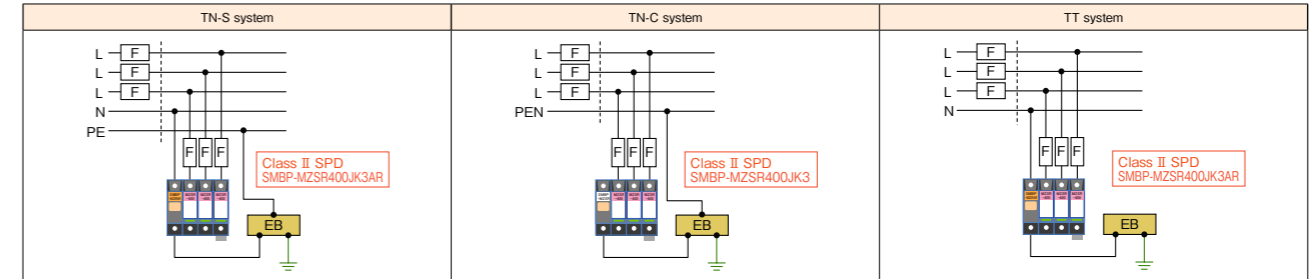 TN-S system
L F
L F
L F
N
PE
F F F
Class Ⅱ SPD
SMBP-MZSR400JK3AR
EB
TN-C system
L F
L F
L F
PEN
F F F
Class Ⅱ SPD
SMBP-MZSR400JK3
EB
TT system
L F
L F
L F
N
F F F
Class Ⅱ SPD
SMBP-MZSR400JK3AR
EB